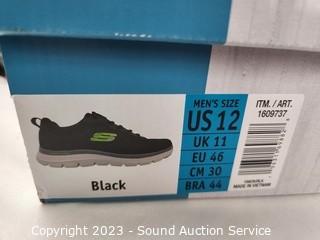 MEN'S SIZE
US 12
UK 11
EU 46
CM 30
BRA 44
ITM. / ART.
1609737
MADE IN VIETNAM
Black
Copyright © 2023 - Sound Auction Service